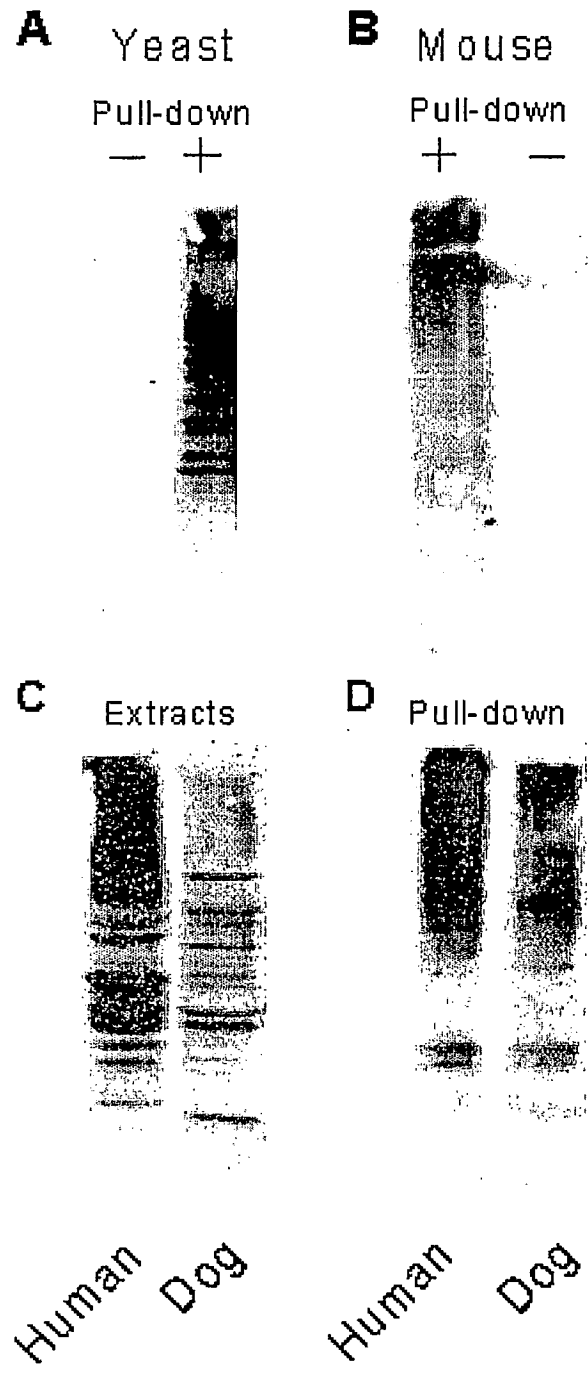 A Yeast B Mouse
Pull-down Pull-down
− + + −
C Extracts D Pull-down
Human Dog Human Dog